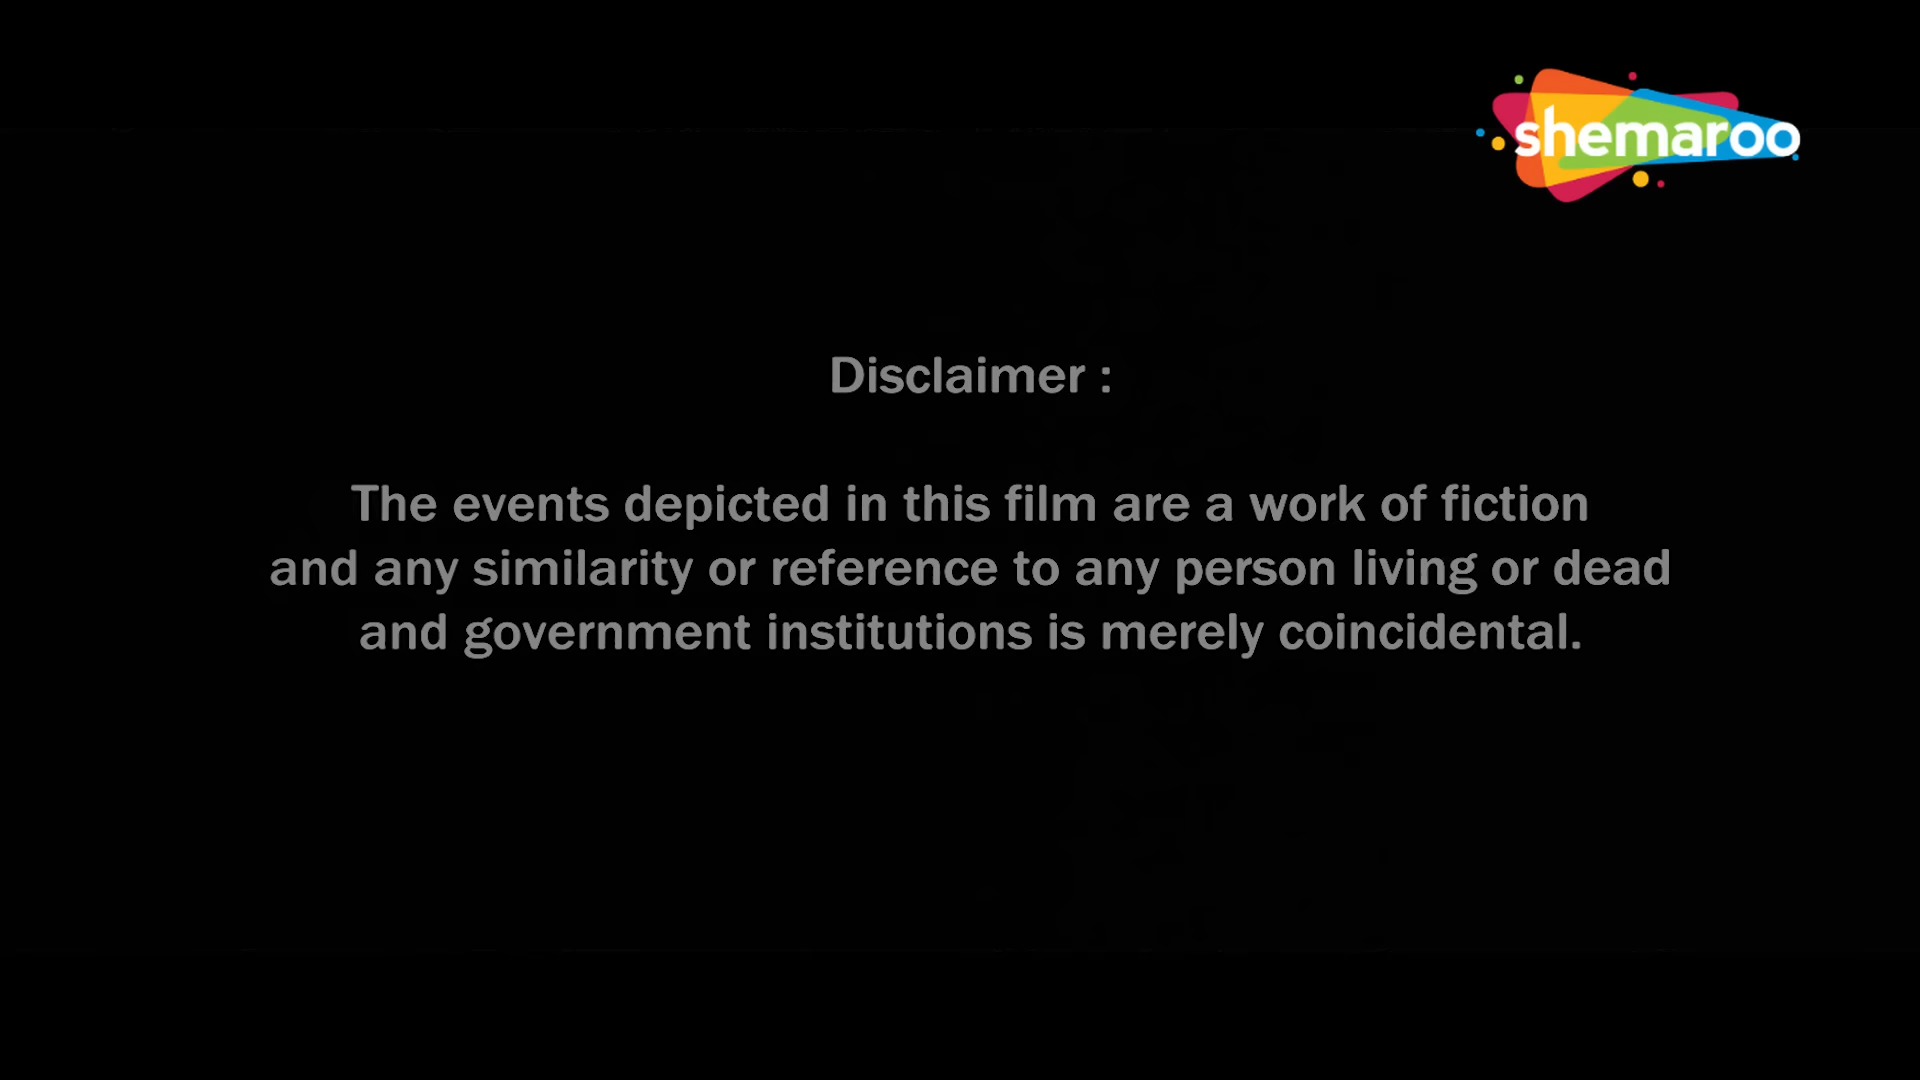 shemaroo
Disclaimer :
The events depicted in this film are a work of fiction
and any similarity or reference to any person living or dead
and government institutions is merely coincidental.